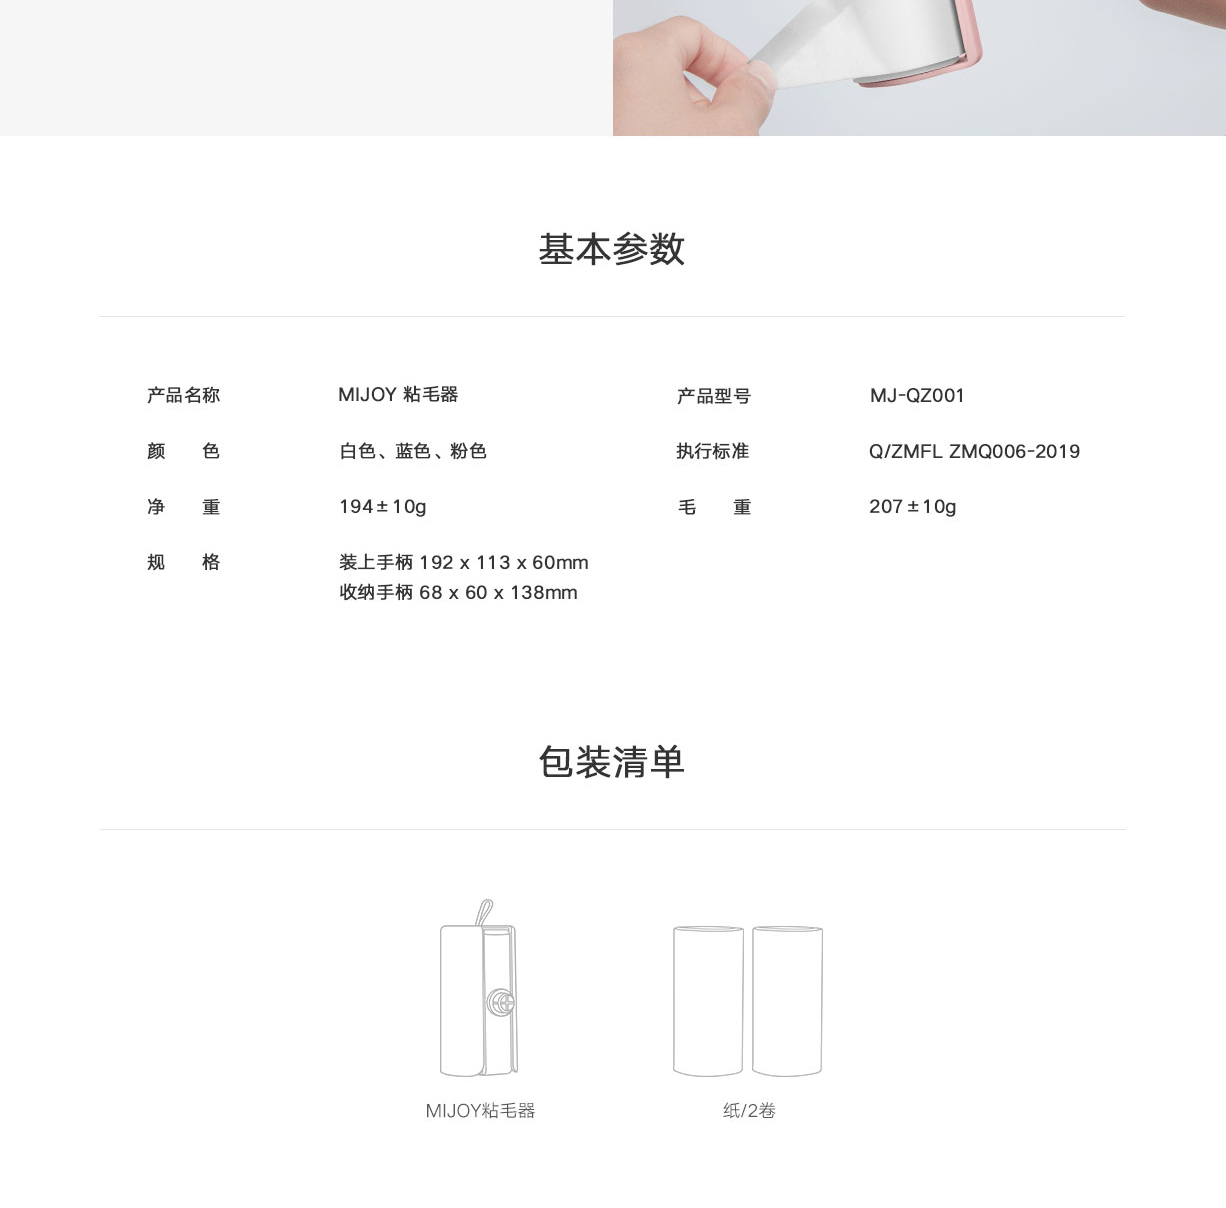 基本参数
产品名称 MIJOY 粘毛器 产品型号 MJ-QZ001
颜 色 白色、蓝色、粉色 执行标准 Q/ZMFL ZMQ006-2019
净 重 194±10g 毛 重 207±10g
规 格 装上手柄 192 x 113 x 60mm
收纳手柄 68 x 60 x 138mm
包装清单
MIJOY粘毛器 纸/2卷